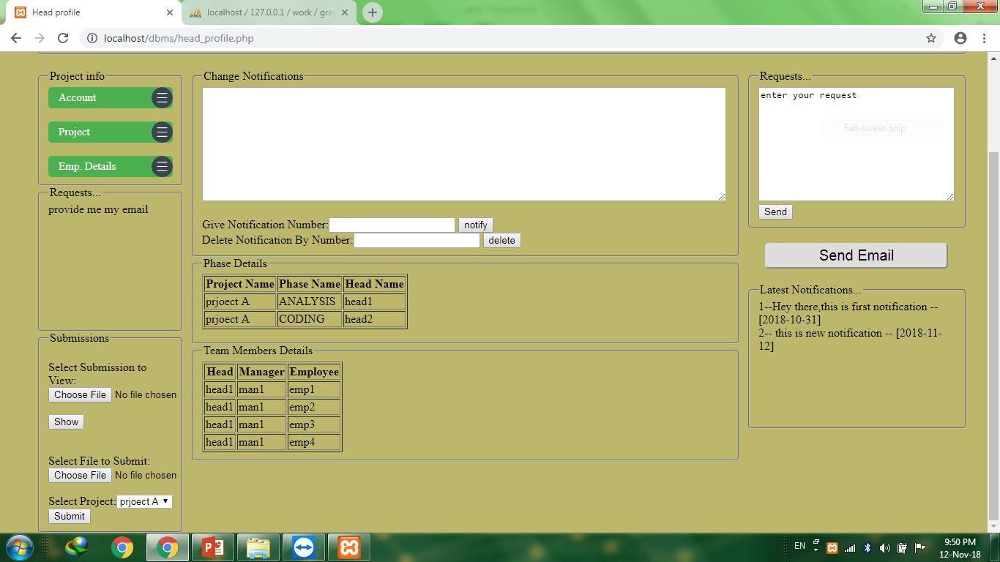 Head profile
localhost / 127.0.0.1 / work / gra
localhost/dbms/head_profile.php
Project info
Account
Project
Emp. Details
Requests...
provide me my email
Submissions
Select Submission to
View:
Choose File No file chosen
Show
Select File to Submit:
Choose File No file chosen
Select Project: prjoect A
Submit
Change Notifications
Give Notification Number: notify
Delete Notification By Number: delete
Phase Details
Project Name Phase Name Head Name
prjoect A ANALYSIS head1
prjoect A CODING head2
Team Members Details
Head Manager Employee
head1 man1 emp1
head1 man1 emp2
head1 man1 emp3
head1 man1 emp4
Requests...
enter your request
Full-screen Snip
Send
Send Email
Latest Notifications...
1--Hey there,this is first notification --
[2018-10-31]
2-- this is new notification -- [2018-11-
12]
EN
9:50 PM
12-Nov-18